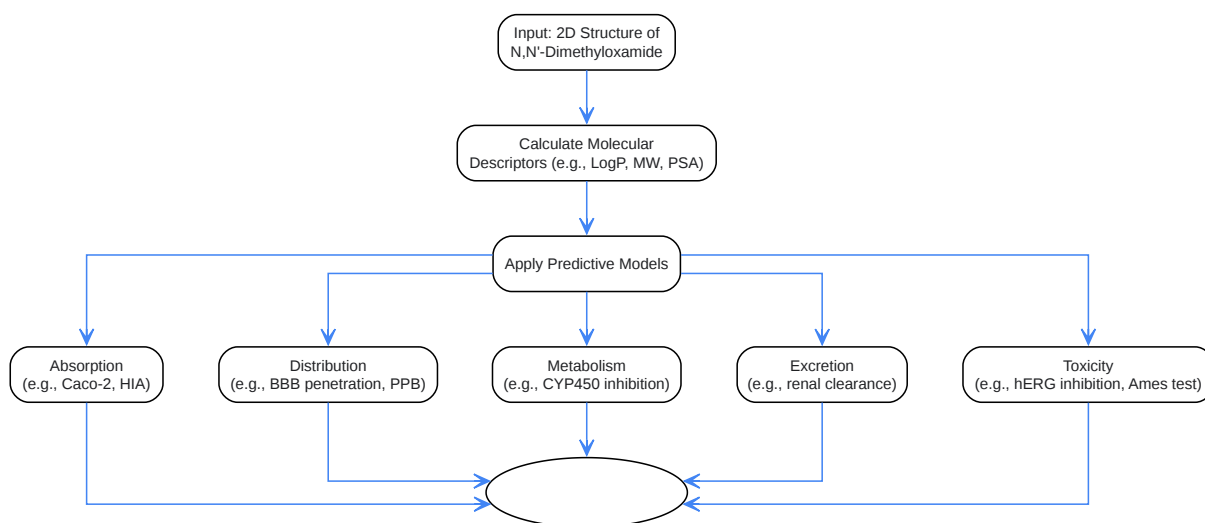 Input: 2D Structure of
N,N'-Dimethyloxamide
Calculate Molecular
Descriptors (e.g., LogP, MW, PSA)
Apply Predictive Models
Absorption
(e.g., Caco-2, HIA)
Distribution
(e.g., BBB penetration, PPB)
Metabolism
(e.g., CYP450 inhibition)
Excretion
(e.g., renal clearance)
Toxicity
(e.g., hERG inhibition, Ames test)